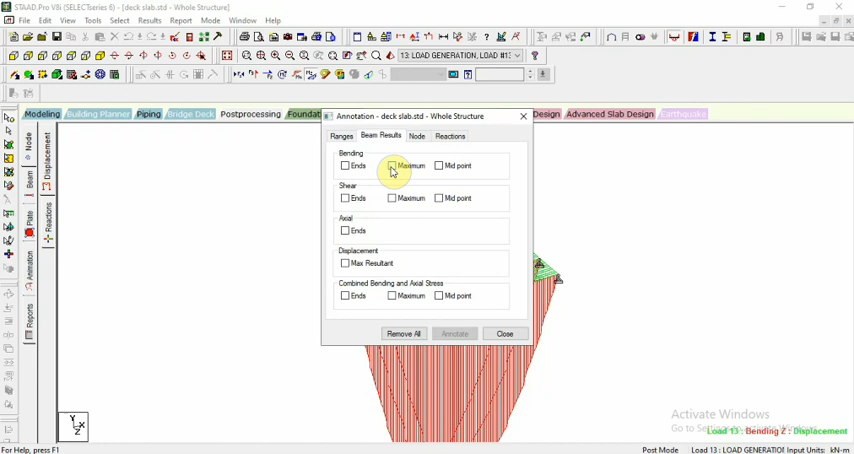 STAAD.Pro V8i (SELECTseries 6) - [deck slab.std - Whole Structure]
File Edit View Tools Select Results Report Mode Window Help
13: LOAD GENERATION, LOAD #13
Modeling Building Planner Piping Bridge Deck Postprocessing Foundat Design Advanced Slab Design Earthquake
Annotation - deck slab.std - Whole Structure
Ranges Beam Results Node Reactions
Bending
Ends Maximum Mid point
Shear
Ends Maximum Mid point
Axial
Ends
Displacement
Max Resultant
Combined Bending and Axial Stress
Ends Maximum Mid point
Remove All Annotate Close
Node
Beam
Plate
Animation
Reports
Displacement
Reactions
Y
X
Z
Activate Windows
Load 13 : Bending Z : Displacement
For Help, press F1
Post Mode Load 13 : LOAD GENERATION Input Units: kN-m